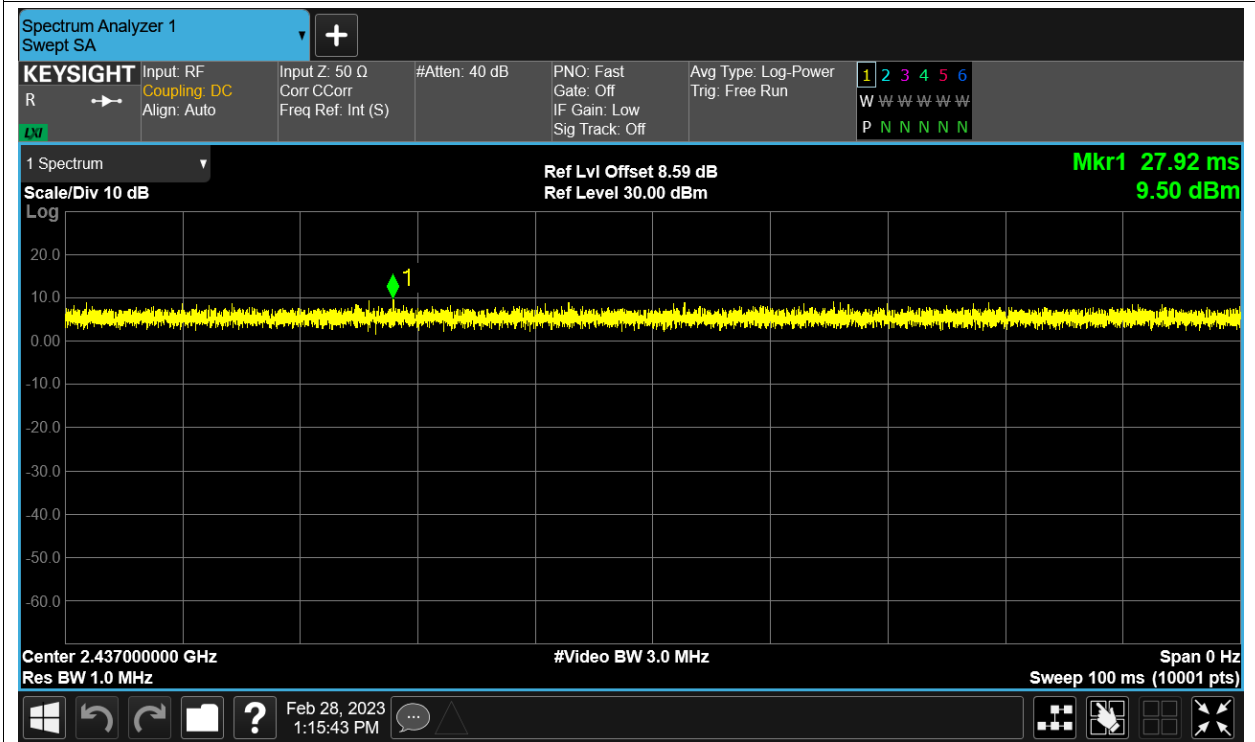 Spectrum Analyzer 1
Swept SA
▼
+
KEYSIGHT
R
LXI
Input: RF
Coupling: DC
Align: Auto
Input Z: 50 Ω
Corr CCorr
Freq Ref: Int (S)
#Atten: 40 dB
PNO: Fast
Gate: Off
IF Gain: Low
Sig Track: Off
Avg Type: Log-Power
Trig: Free Run
1 2 3 4 5 6
W W W W W W
P N N N N N
1 Spectrum ▼
Scale/Div 10 dB
Log
Ref Lvl Offset 8.59 dB
Ref Level 30.00 dBm
Mkr1 27.92 ms
9.50 dBm
1
20.0
10.0
0.00
-10.0
-20.0
-30.0
-40.0
-50.0
-60.0
Center 2.437000000 GHz
Res BW 1.0 MHz
#Video BW 3.0 MHz
Span 0 Hz
Sweep 100 ms (10001 pts)
?
Feb 28, 2023
1:15:43 PM